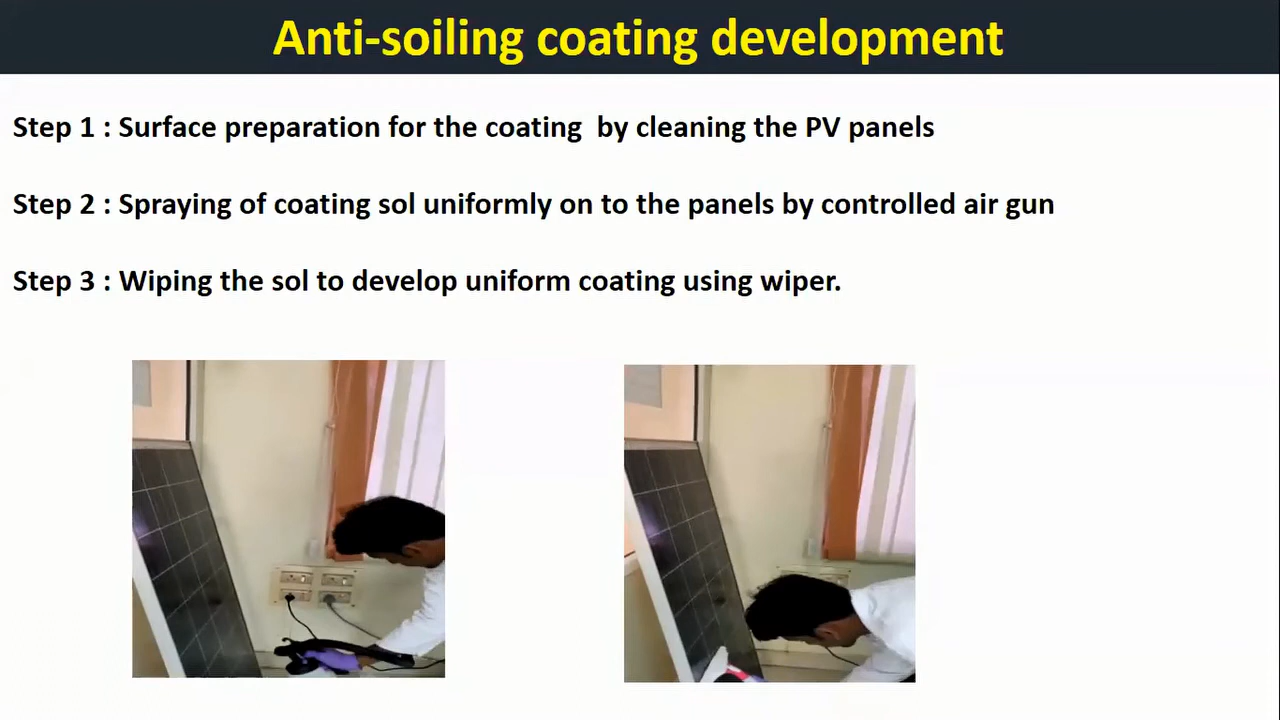 Anti-soiling coating development
Step 1 : Surface preparation for the coating  by cleaning the PV panels
Step 2 : Spraying of coating sol uniformly on to the panels by controlled air gun
Step 3 : Wiping the sol to develop uniform coating using wiper.